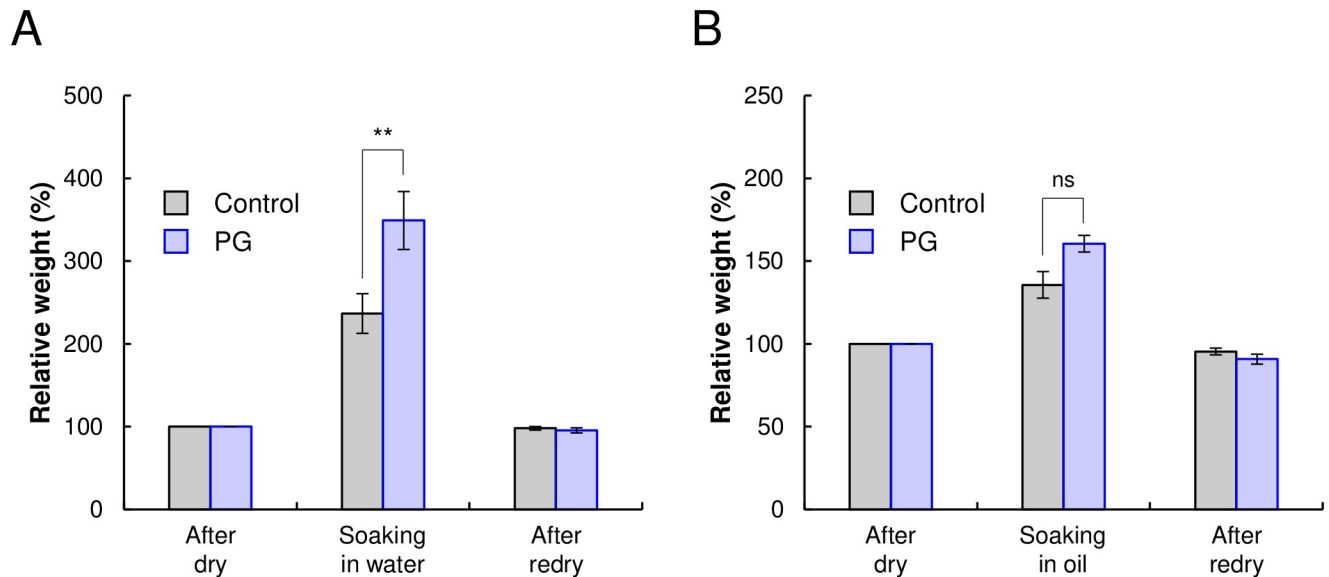 A
Relative weight (%)
500
400
300
200
100
0
**
Control
PG
After
dry
Soaking
in water
After
redry
B
Relative weight (%)
250
200
150
100
50
0
ns
Control
PG
After
dry
Soaking
in oil
After
redry